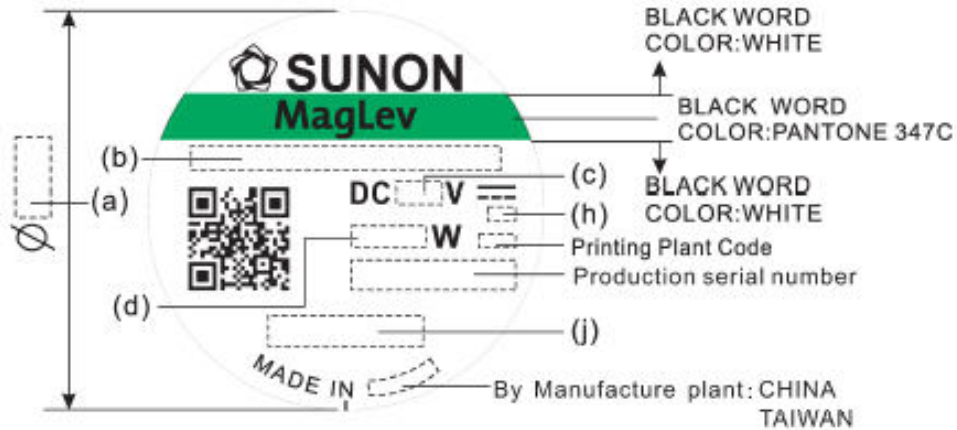 BLACK WORD
COLOR:WHITE
SUNON
MagLev
BLACK WORD
COLOR:PANTONE 347C
(b)
(c)
DC V
BLACK WORD
COLOR:WHITE
(a)
(h)
Ø
W
Printing Plant Code
Production serial number
(d)
(j)
MADE IN
By Manufacture plant: CHINA
TAIWAN